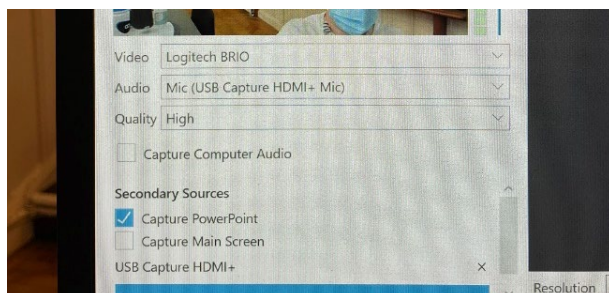 Video Logitech BRIO
Audio Mic (USB Capture HDMI+ Mic)
Quality High
Capture Computer Audio
Secondary Sources
Capture PowerPoint
Capture Main Screen
USB Capture HDMI+ ×
Resolution